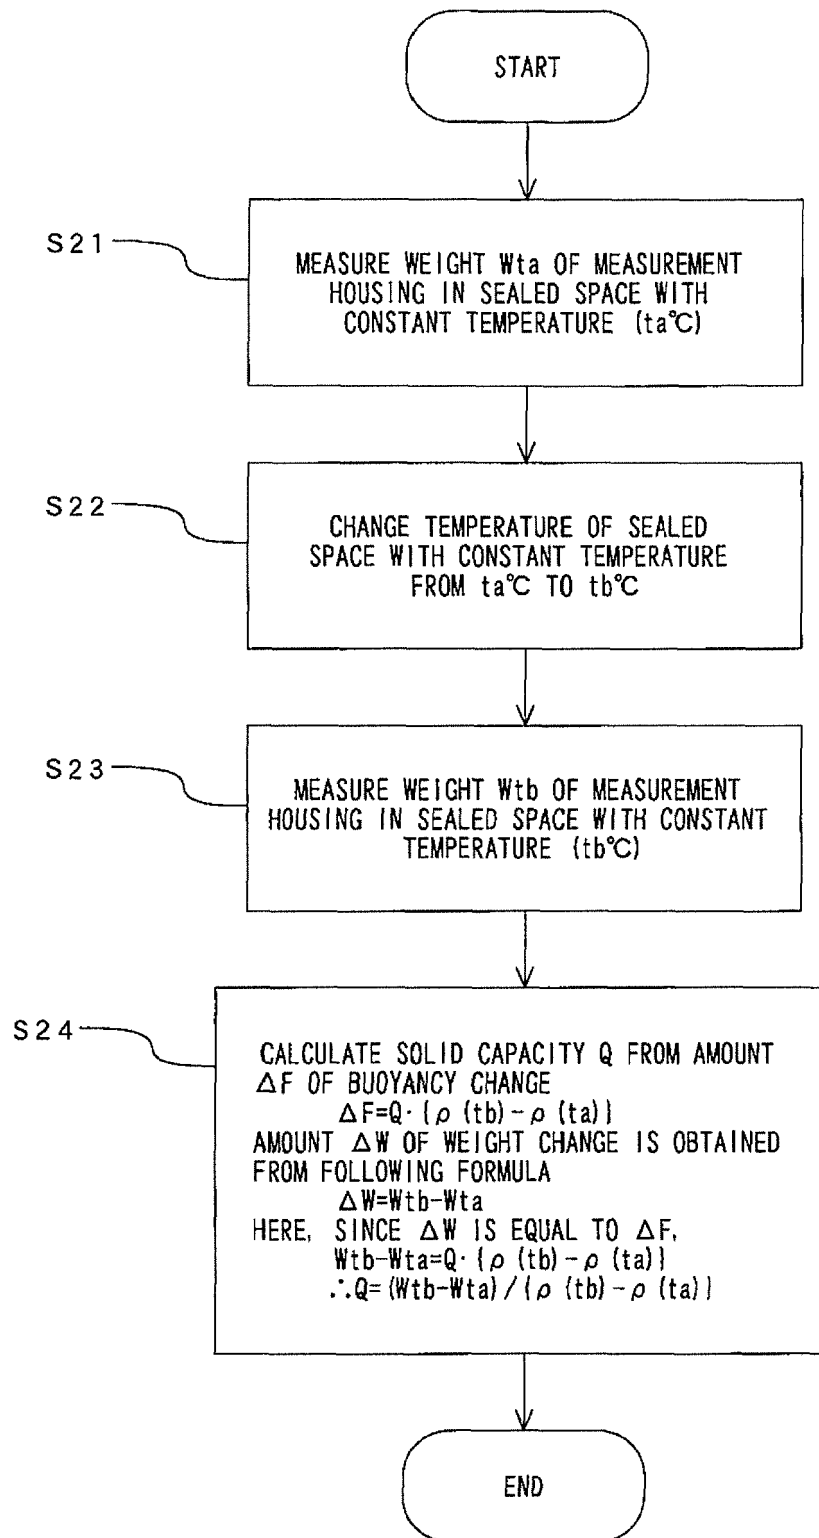 START
S21
MEASURE WEIGHT Wta OF MEASUREMENT
HOUSING IN SEALED SPACE WITH
CONSTANT TEMPERATURE (ta℃)
S22
CHANGE TEMPERATURE OF SEALED
SPACE WITH CONSTANT TEMPERATURE
FROM ta℃ TO tb℃
S23
MEASURE WEIGHT Wtb OF MEASUREMENT
HOUSING IN SEALED SPACE WITH CONSTANT
TEMPERATURE (tb℃)
S24
CALCULATE SOLID CAPACITY Q FROM AMOUNT
ΔF OF BUOYANCY CHANGE
ΔF=Q·{ρ(tb)-ρ(ta)}
AMOUNT ΔW OF WEIGHT CHANGE IS OBTAINED
FROM FOLLOWING FORMULA
ΔW=Wtb-Wta
HERE, SINCE ΔW IS EQUAL TO ΔF,
Wtb-Wta=Q·{ρ(tb)-ρ(ta)}
∴Q=(Wtb-Wta)/{ρ(tb)-ρ(ta)}
END